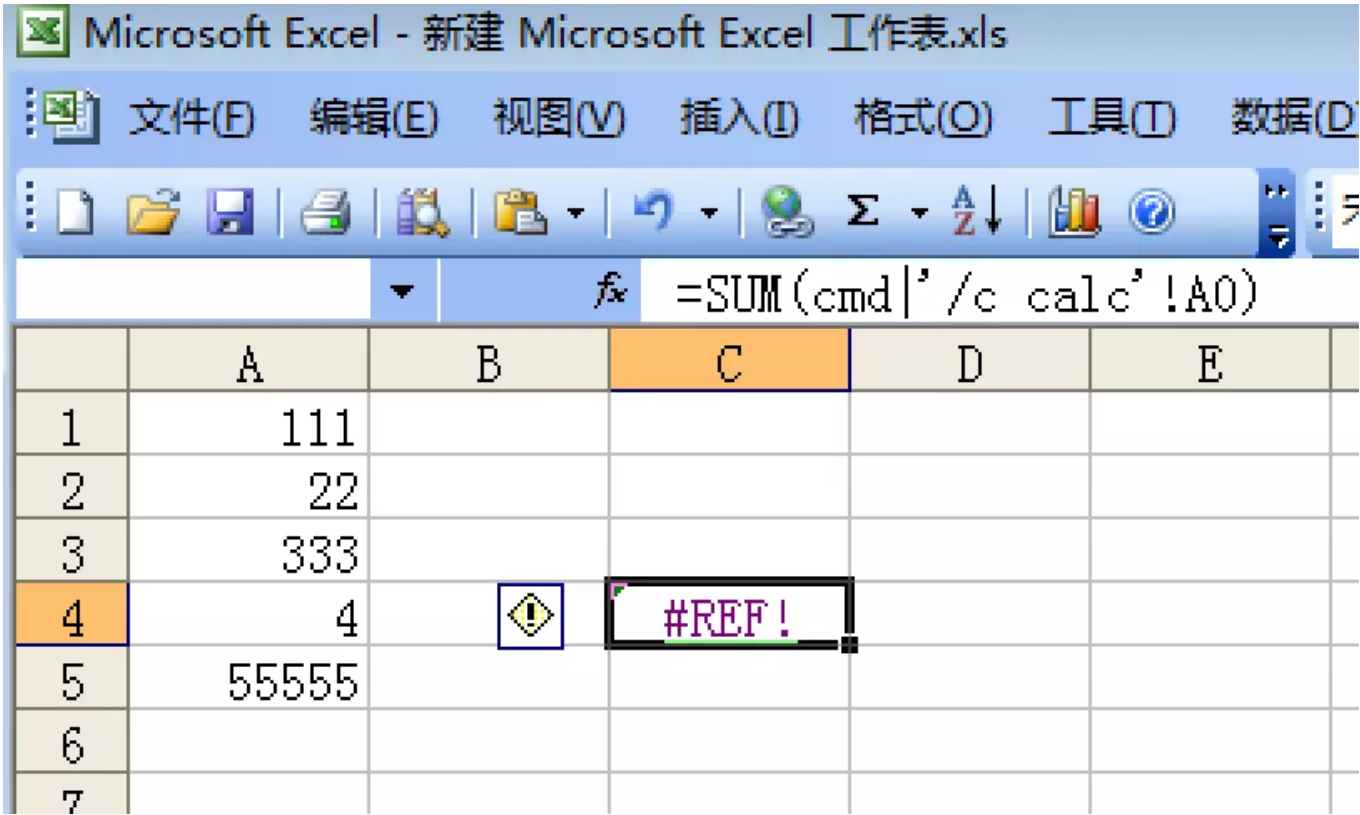 Microsoft Excel - 新建 Microsoft Excel 工作表.xls
文件(F) 编辑(E) 视图(V) 插入(I) 格式(O) 工具(T) 数据(D)
=SUM(cmd|'/c calc'!A0)
A B C D E
1 111
2 22
3 333
4 4 #REF!
5 55555
6
7